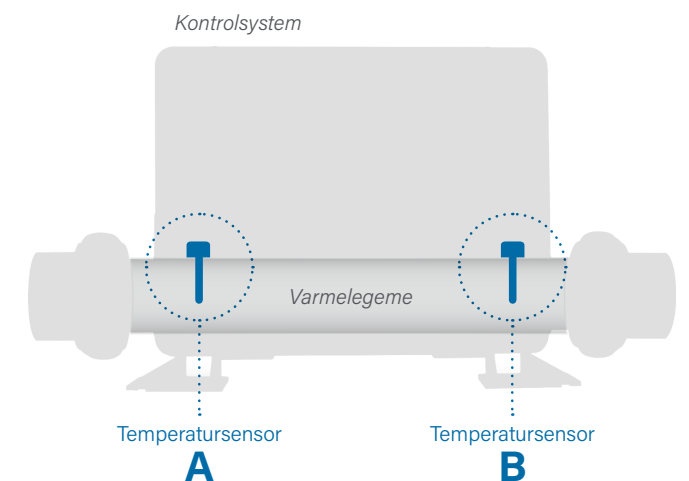 Kontrolsystem
Varmelegeme
Temperatursensor
A
Temperatursensor
B